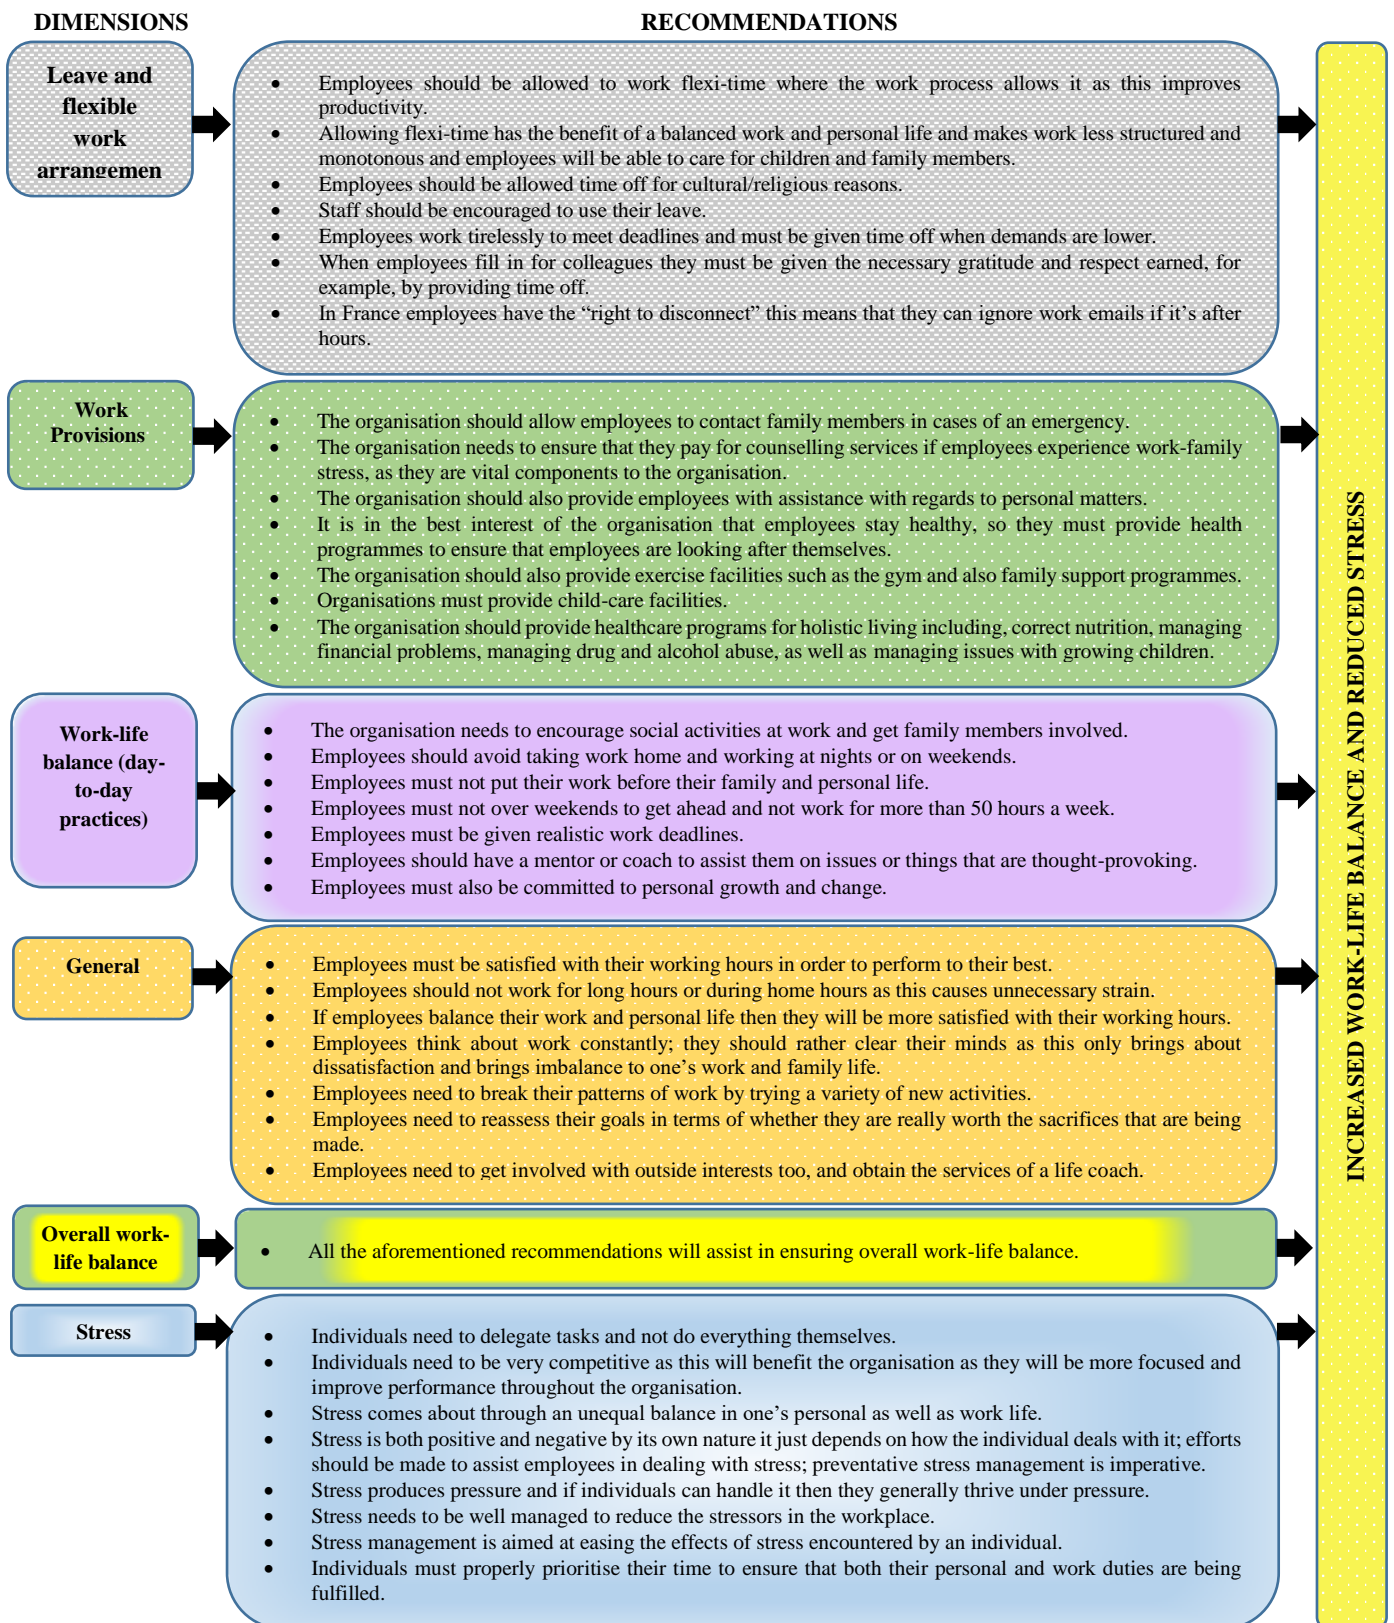 DIMENSIONS
RECOMMENDATIONS
Leave and
flexible
work
arrangemen
• Employees should be allowed to work flexi-time where the work process allows it as this improves
productivity.
• Allowing flexi-time has the benefit of a balanced work and personal life and makes work less structured and
monotonous and employees will be able to care for children and family members.
• Employees should be allowed time off for cultural/religious reasons.
• Staff should be encouraged to use their leave.
• Employees work tirelessly to meet deadlines and must be given time off when demands are lower.
• When employees fill in for colleagues they must be given the necessary gratitude and respect earned, for
example, by providing time off.
• In France employees have the “right to disconnect” this means that they can ignore work emails if it’s after
hours.
Work
Provisions
• The organisation should allow employees to contact family members in cases of an emergency.
• The organisation needs to ensure that they pay for counselling services if employees experience work-family
stress, as they are vital components to the organisation.
• The organisation should also provide employees with assistance with regards to personal matters.
• It is in the best interest of the organisation that employees stay healthy, so they must provide health
programmes to ensure that employees are looking after themselves.
• The organisation should also provide exercise facilities such as the gym and also family support programmes.
• Organisations must provide child-care facilities.
• The organisation should provide healthcare programs for holistic living including, correct nutrition, managing
financial problems, managing drug and alcohol abuse, as well as managing issues with growing children.
Work-life
balance (day-
to-day
practices)
• The organisation needs to encourage social activities at work and get family members involved.
• Employees should avoid taking work home and working at nights or on weekends.
• Employees must not put their work before their family and personal life.
• Employees must not over weekends to get ahead and not work for more than 50 hours a week.
• Employees must be given realistic work deadlines.
• Employees should have a mentor or coach to assist them on issues or things that are thought-provoking.
• Employees must also be committed to personal growth and change.
General
• Employees must be satisfied with their working hours in order to perform to their best.
• Employees should not work for long hours or during home hours as this causes unnecessary strain.
• If employees balance their work and personal life then they will be more satisfied with their working hours.
• Employees think about work constantly; they should rather clear their minds as this only brings about
dissatisfaction and brings imbalance to one’s work and family life.
• Employees need to break their patterns of work by trying a variety of new activities.
• Employees need to reassess their goals in terms of whether they are really worth the sacrifices that are being
made.
• Employees need to get involved with outside interests too, and obtain the services of a life coach.
Overall work-
life balance
• All the aforementioned recommendations will assist in ensuring overall work-life balance.
Stress
• Individuals need to delegate tasks and not do everything themselves.
• Individuals need to be very competitive as this will benefit the organisation as they will be more focused and
improve performance throughout the organisation.
• Stress comes about through an unequal balance in one’s personal as well as work life.
• Stress is both positive and negative by its own nature it just depends on how the individual deals with it; efforts
should be made to assist employees in dealing with stress; preventative stress management is imperative.
• Stress produces pressure and if individuals can handle it then they generally thrive under pressure.
• Stress needs to be well managed to reduce the stressors in the workplace.
• Stress management is aimed at easing the effects of stress encountered by an individual.
• Individuals must properly prioritise their time to ensure that both their personal and work duties are being
fulfilled.
INCREASED WORK-LIFE BALANCE AND REDUCED STRESS